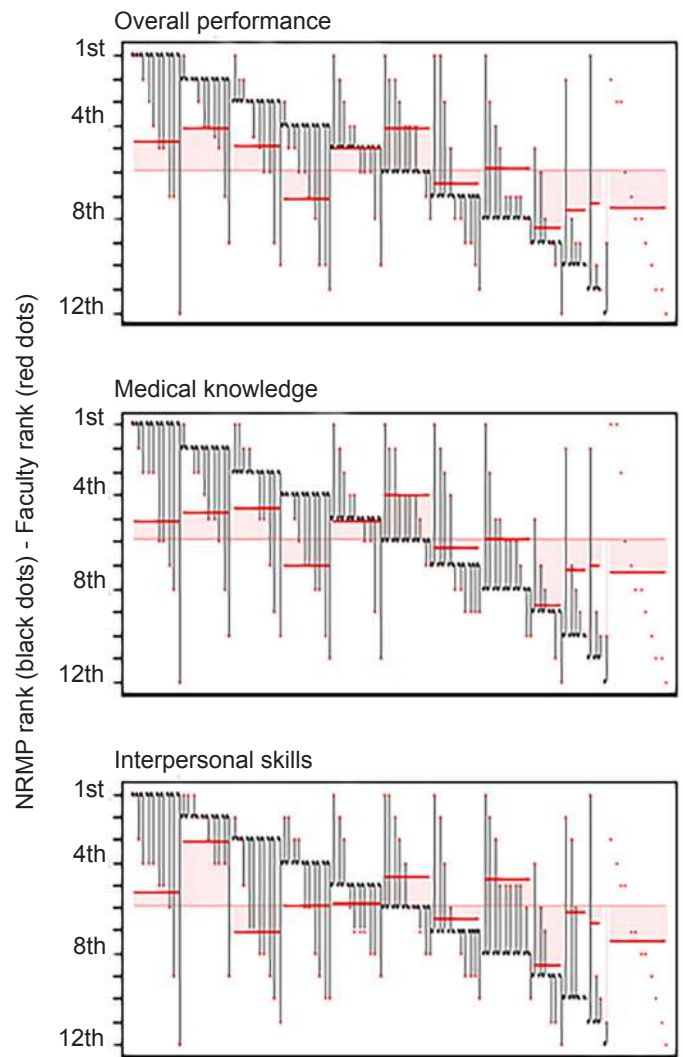 Overall performance
1st
4th
8th
12th
Medical knowledge
1st
4th
8th
12th
Interpersonal skills
1st
4th
8th
12th
NRMP rank (black dots) - Faculty rank (red dots)